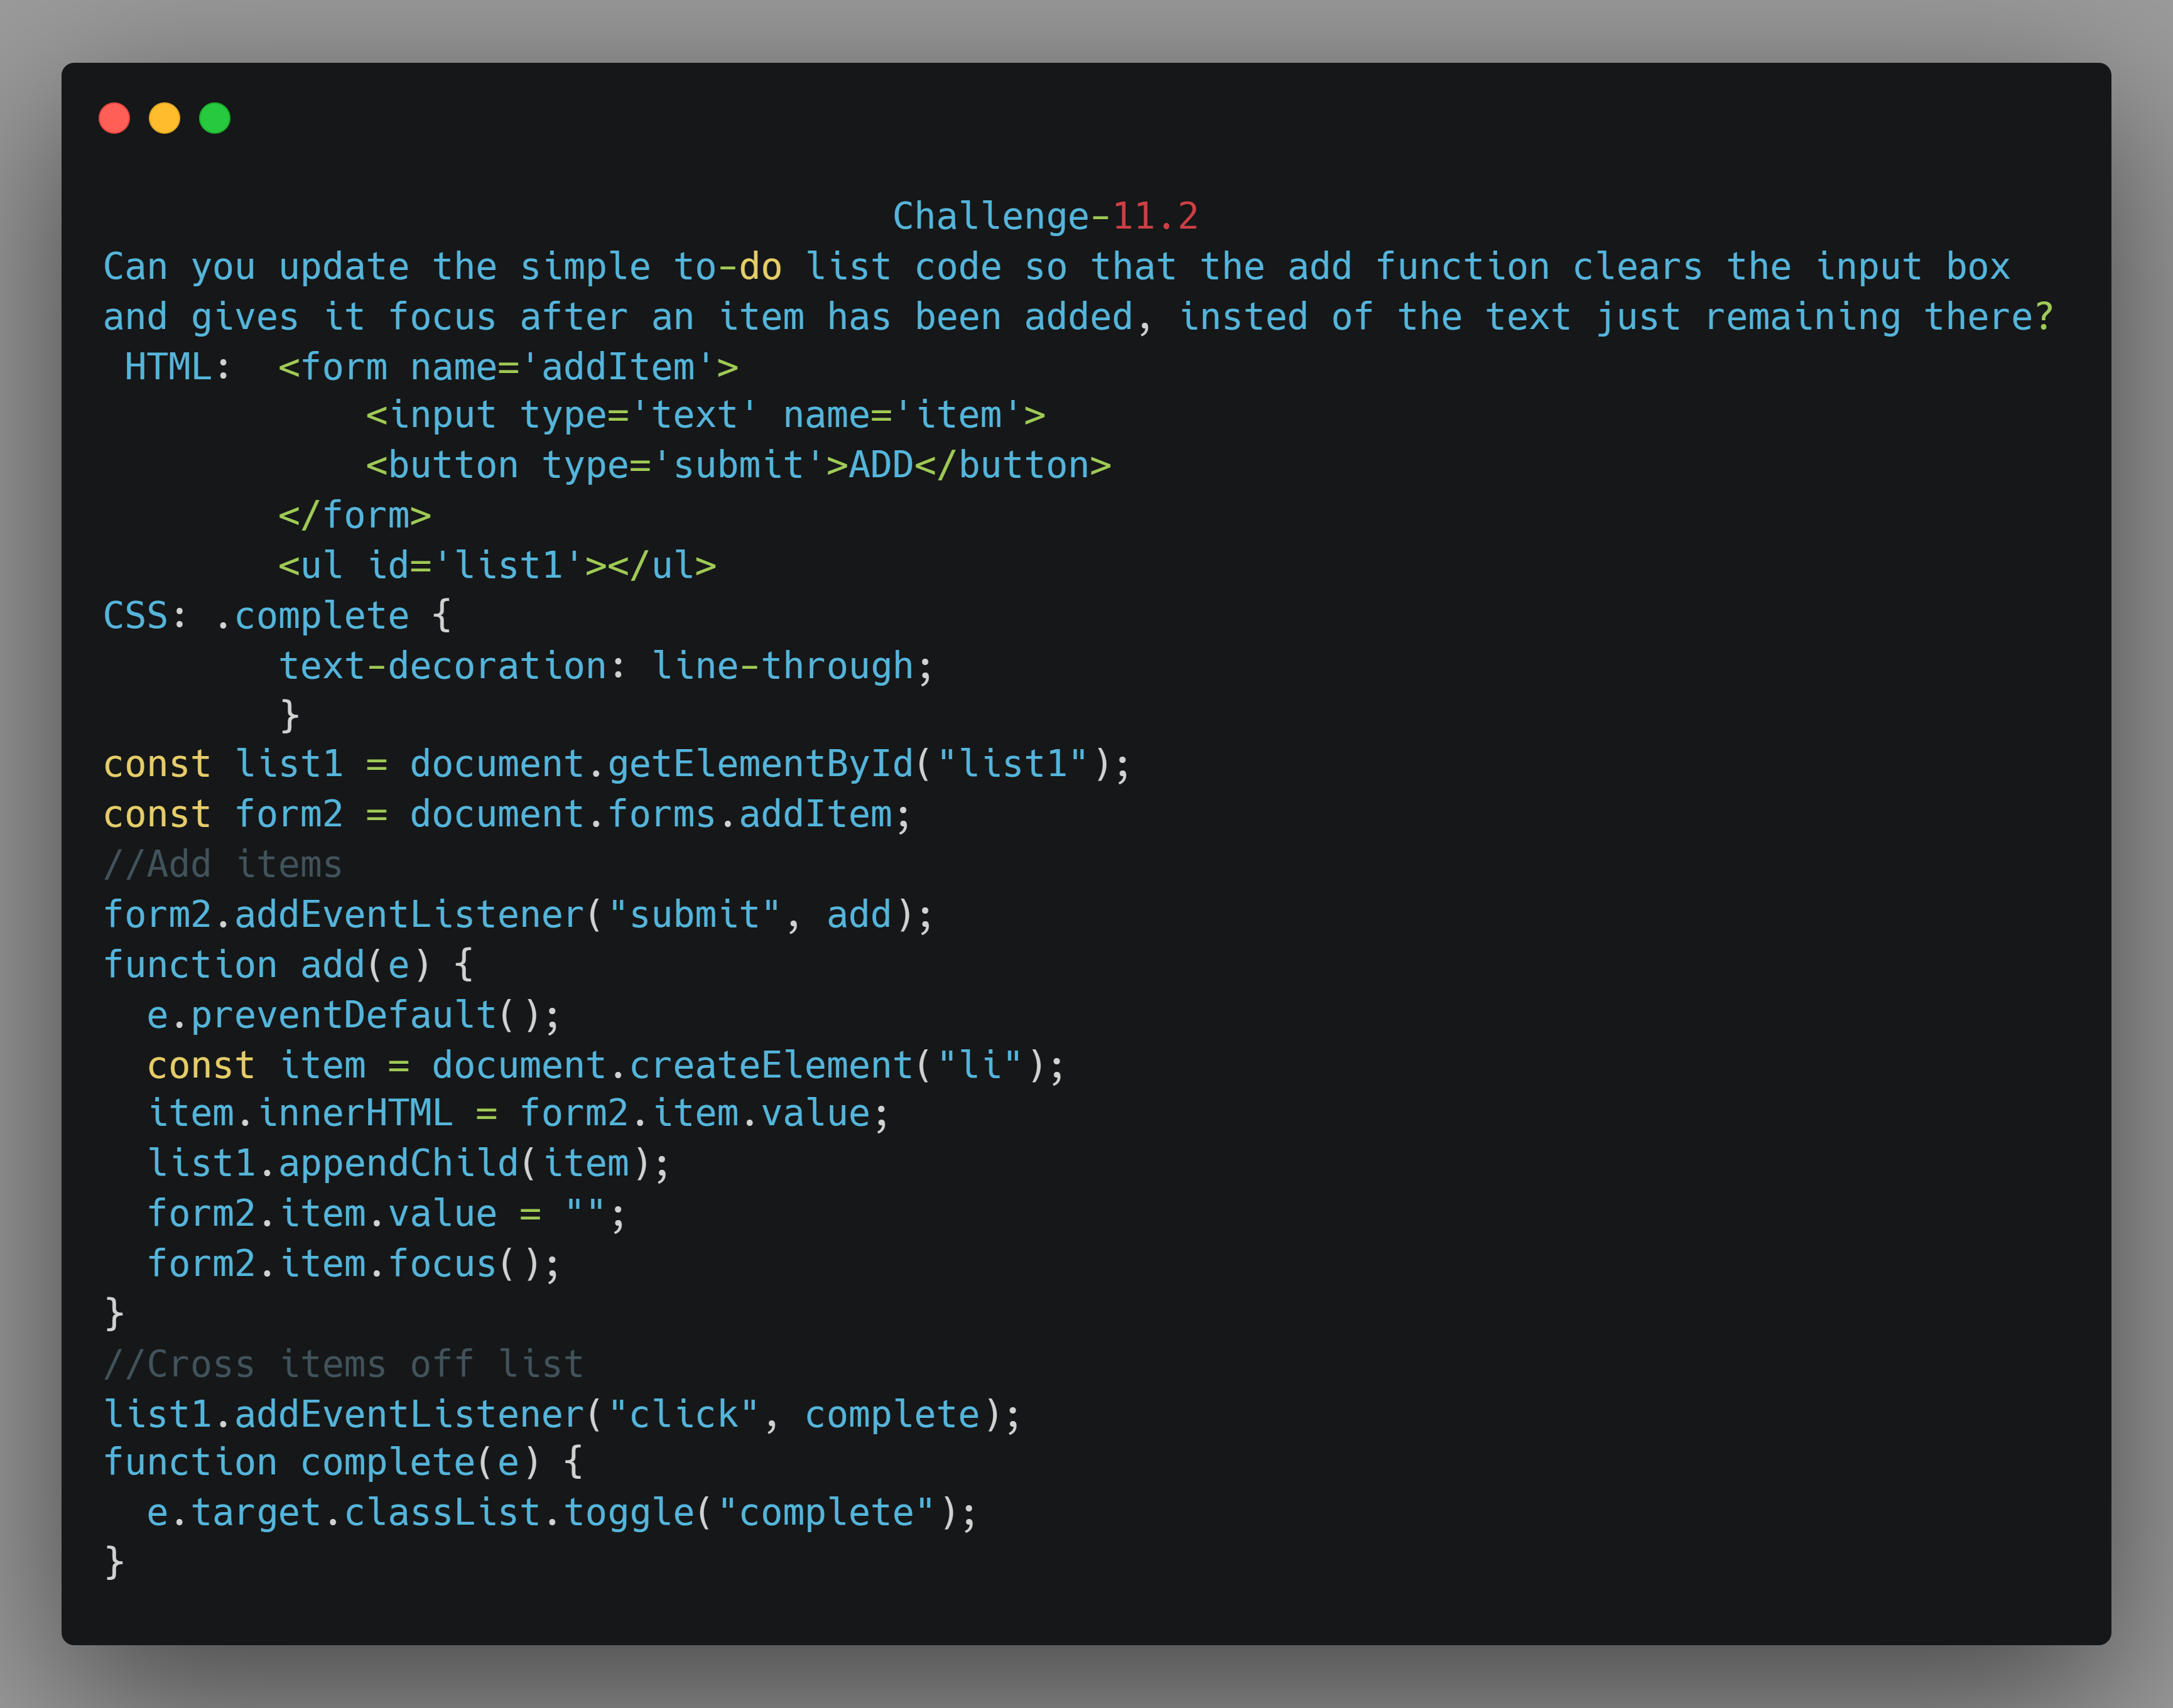 Challenge-11.2
Can you update the simple to-do list code so that the add function clears the input box
and gives it focus after an item has been added, insted of the text just remaining there?
HTML:  <form name='addItem'>
            <input type='text' name='item'>
            <button type='submit'>ADD</button>
        </form>
        <ul id='list1'></ul>
CSS: .complete {
        text-decoration: line-through;
        }
const list1 = document.getElementById("list1");
const form2 = document.forms.addItem;
//Add items
form2.addEventListener("submit", add);
function add(e) {
  e.preventDefault();
  const item = document.createElement("li");
  item.innerHTML = form2.item.value;
  list1.appendChild(item);
  form2.item.value = "";
  form2.item.focus();
}
//Cross items off list
list1.addEventListener("click", complete);
function complete(e) {
  e.target.classList.toggle("complete");
}